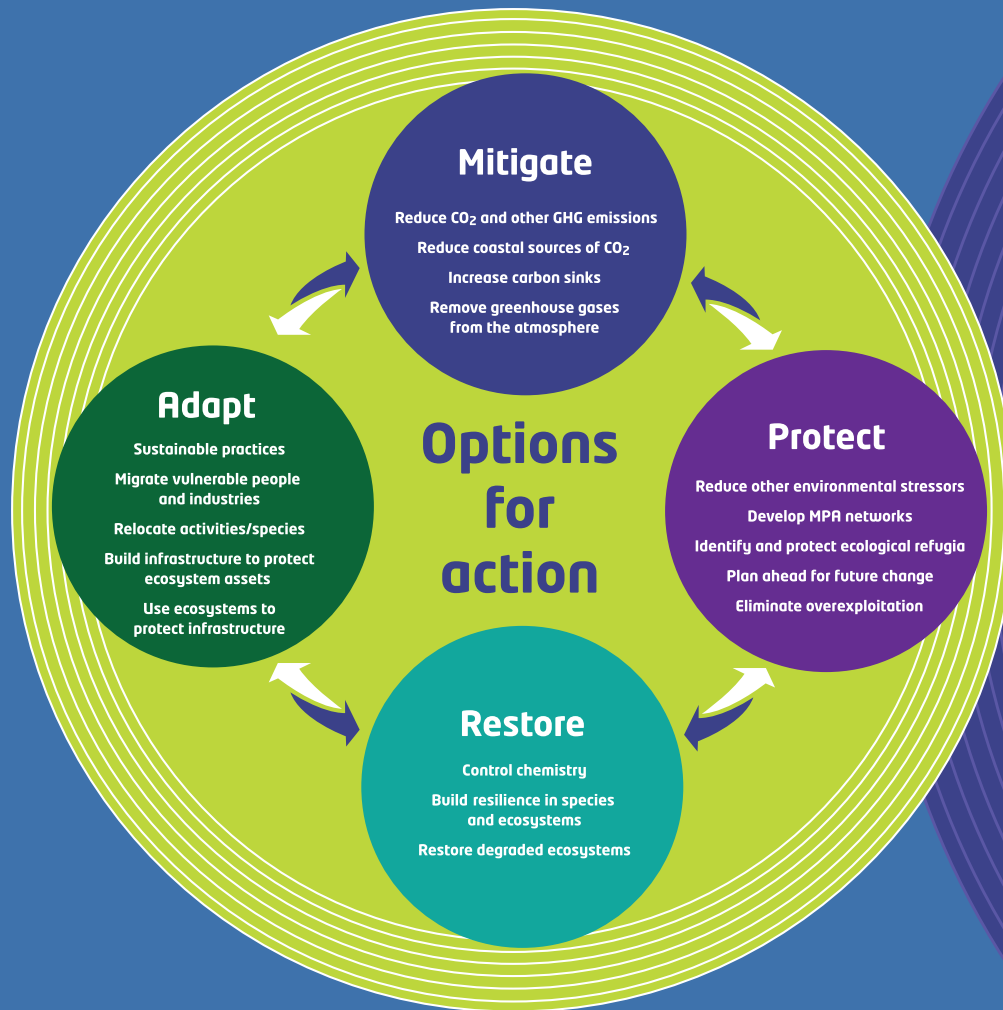 Mitigate
Reduce CO2 and other GHG emissions
Reduce coastal sources of CO2
Increase carbon sinks
Remove greenhouse gases
from the atmosphere
Adapt
Sustainable practices
Migrate vulnerable people
and industries
Relocate activities/species
Build infrastructure to protect
ecosystem assets
Use ecosystems to
protect infrastructure
Options
for
action
Protect
Reduce other environmental stressors
Develop MPA networks
Identify and protect ecological refugia
Plan ahead for future change
Eliminate overexploitation
Restore
Control chemistry
Build resilience in species
and ecosystems
Restore degraded ecosystems